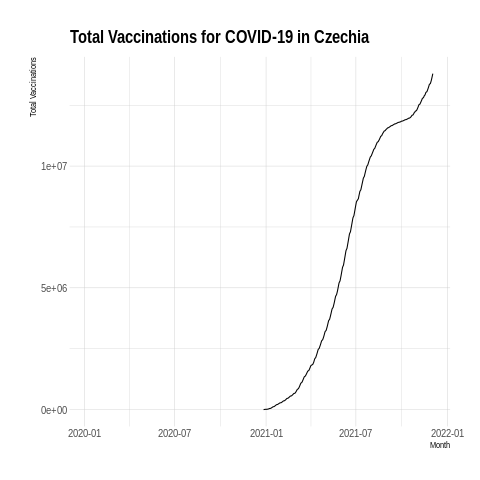 Total Vaccinations for COVID-19 in Czechia
Total Vaccinations
1e+07
5e+06
0e+00
2020-01 2020-07 2021-01 2021-07 2022-01
Month